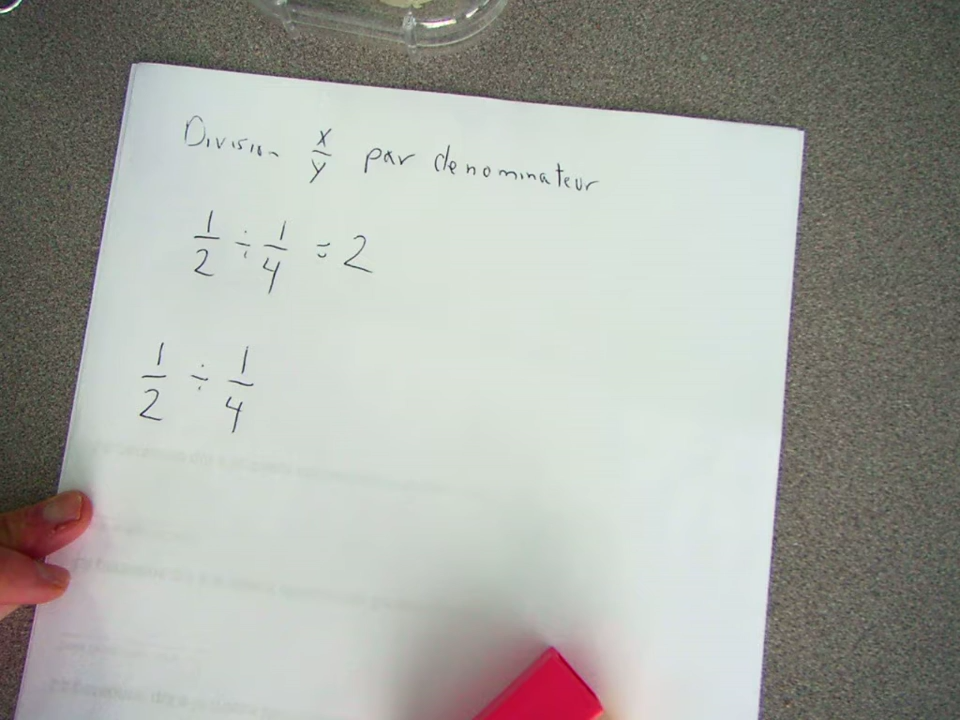 Division x/y par denominateur
1/2 ÷ 1/4 = 2
1/2 ÷ 1/4